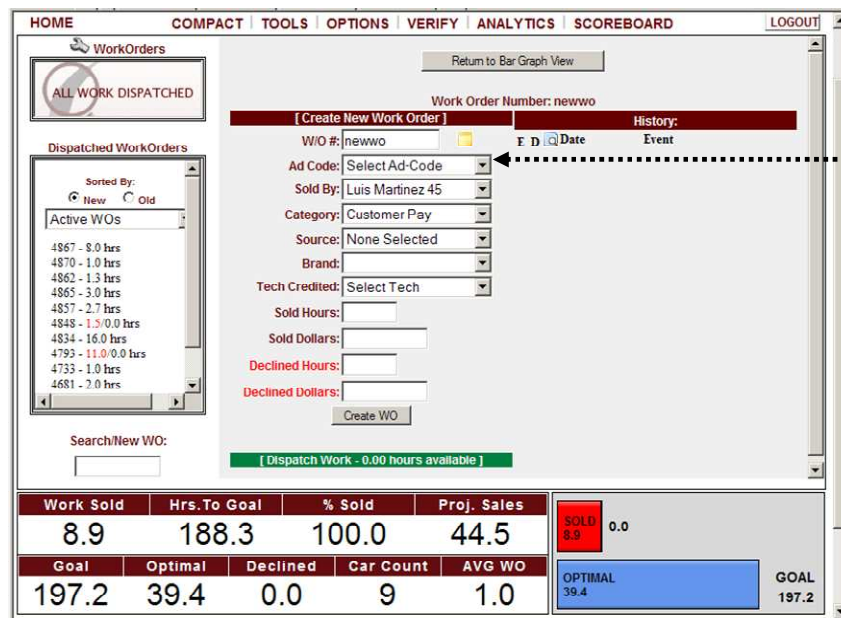 HOME COMPACT | TOOLS | OPTIONS | VERIFY | ANALYTICS | SCOREBOARD LOGOUT
WorkOrders
ALL WORK DISPATCHED
Dispatched WorkOrders
Sorted By:
New Old
Active WOs
4867 - 8.0 hrs
4870 - 1.0 hrs
4862 - 1.3 hrs
4865 - 3.0 hrs
4857 - 2.7 hrs
4848 - 1.5/0.0 hrs
4834 - 16.0 hrs
4793 - 11.0/0.0 hrs
4733 - 1.0 hrs
4681 - 2.0 hrs
Search/New WO:
Return to Bar Graph View
Work Order Number: newwo
[ Create New Work Order ]
W/O #: newwo
Ad Code: Select Ad-Code
Sold By: Luis Martinez 45
Category: Customer Pay
Source: None Selected
Brand:
Tech Credited: Select Tech
Sold Hours:
Sold Dollars:
Declined Hours:
Declined Dollars:
Create WO
[ Dispatch Work - 0.00 hours available ]
History:
E D Date Event
Work Sold Hrs.To Goal % Sold Proj. Sales
8.9 188.3 100.0 44.5
Goal Optimal Declined Car Count AVG WO
197.2 39.4 0.0 9 1.0
SOLD
8.9
0.0
OPTIMAL
39.4
GOAL
197.2